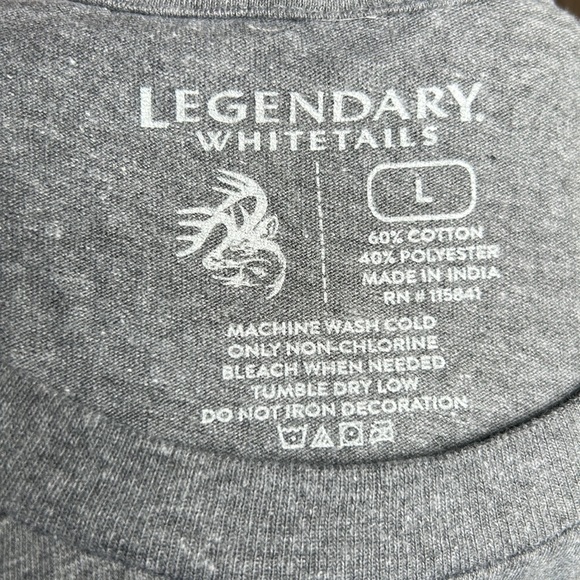 LEGENDARY.
WHITETAILS
L
60% COTTON
40% POLYESTER
MADE IN INDIA
RN # 115841
MACHINE WASH COLD
ONLY NON-CHLORINE
BLEACH WHEN NEEDED
TUMBLE DRY LOW
DO NOT IRON DECORATION